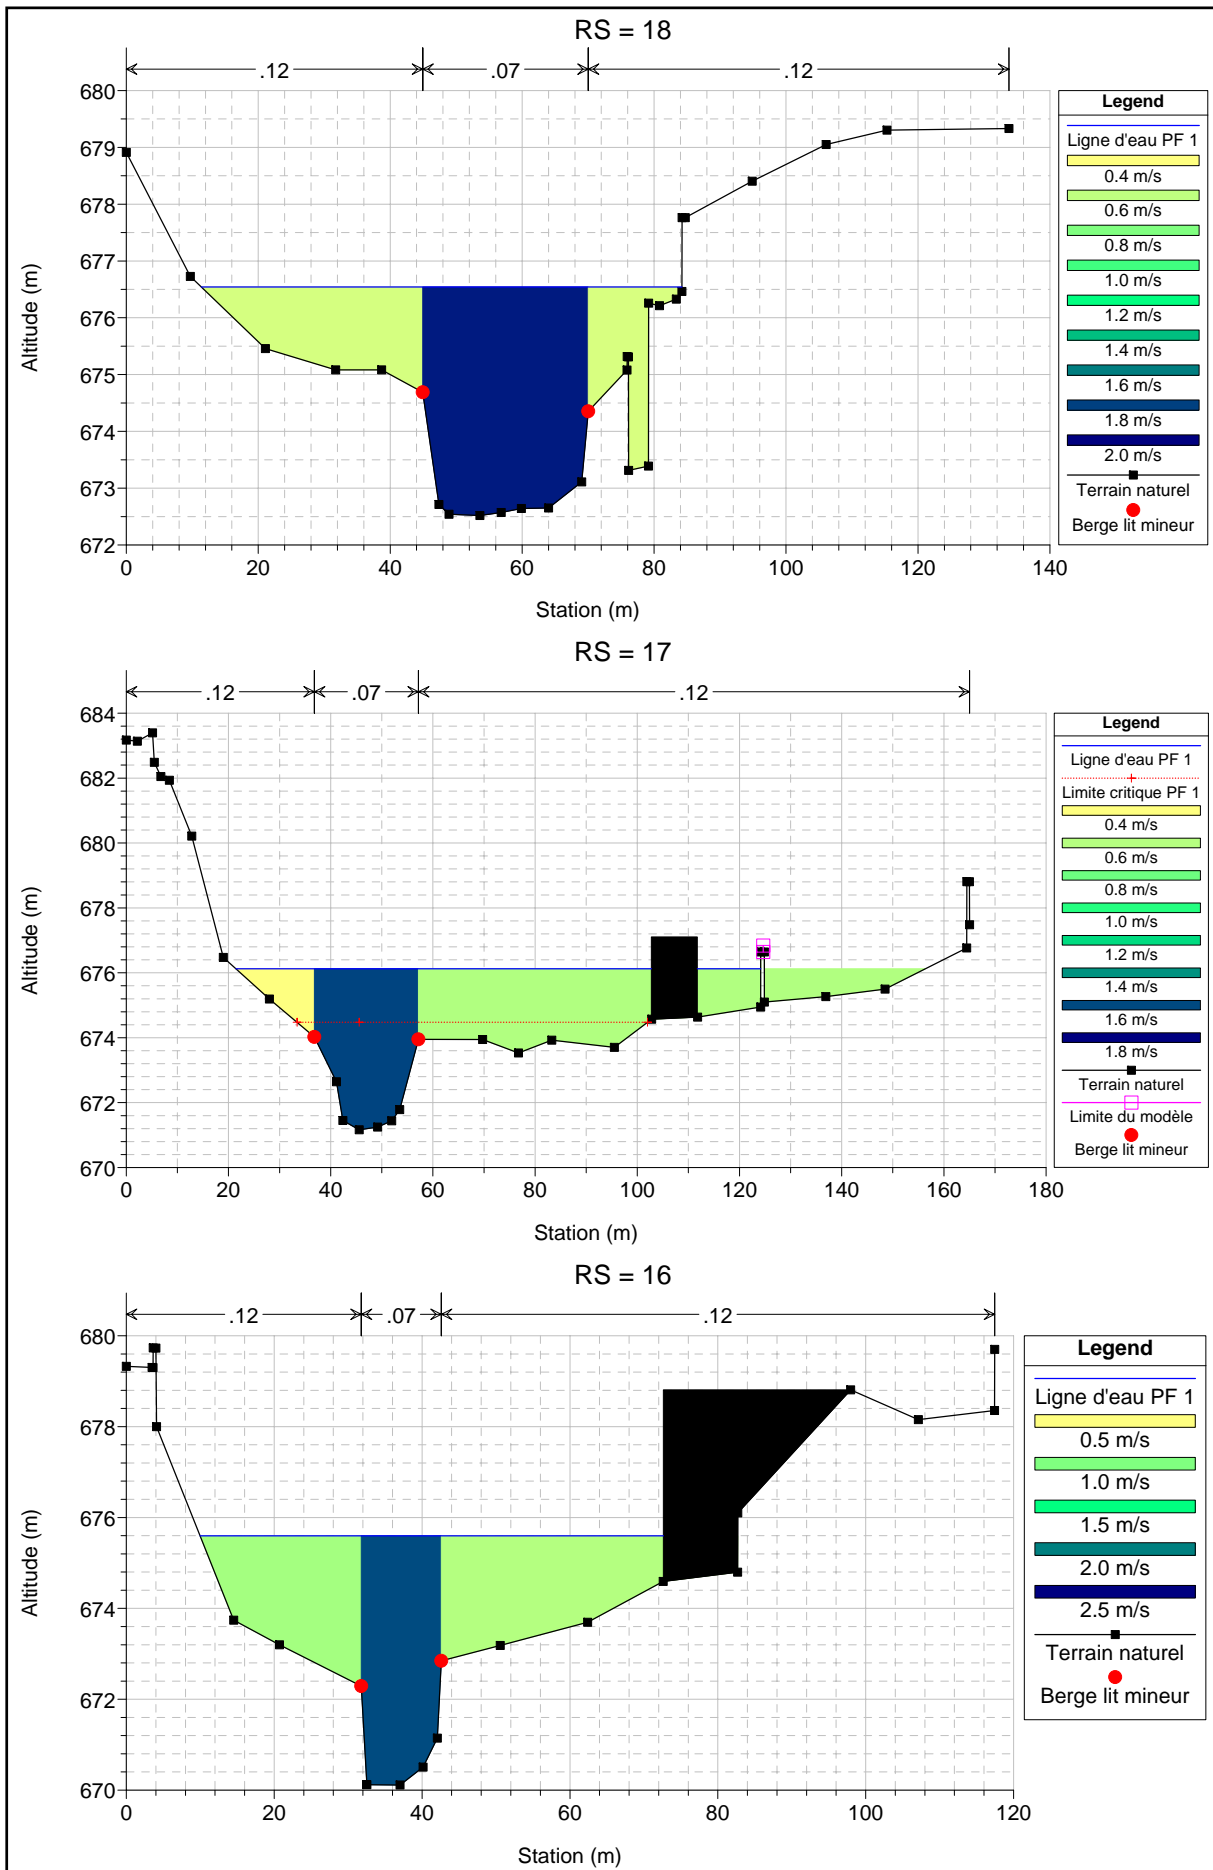 RS = 18
.12 .07 .12
680
679
678
677
676
675
674
673
672
Altitude (m)
0 20 40 60 80 100 120 140
Station (m)
Legend
Ligne d'eau PF 1
0.4 m/s
0.6 m/s
0.8 m/s
1.0 m/s
1.2 m/s
1.4 m/s
1.6 m/s
1.8 m/s
2.0 m/s
Terrain naturel
Berge lit mineur
RS = 17
.12 .07 .12
684
682
680
678
676
674
672
670
Altitude (m)
0 20 40 60 80 100 120 140 160 180
Station (m)
Legend
Ligne d'eau PF 1
Limite critique PF 1
0.4 m/s
0.6 m/s
0.8 m/s
1.0 m/s
1.2 m/s
1.4 m/s
1.6 m/s
1.8 m/s
Terrain naturel
Limite du modèle
Berge lit mineur
RS = 16
.12 .07 .12
680
678
676
674
672
670
Altitude (m)
0 20 40 60 80 100 120
Station (m)
Legend
Ligne d'eau PF 1
0.5 m/s
1.0 m/s
1.5 m/s
2.0 m/s
2.5 m/s
Terrain naturel
Berge lit mineur